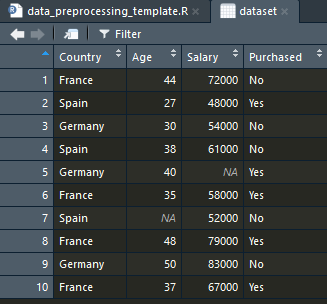 data_preprocessing_template.R dataset
Filter
Country Age Salary Purchased
1 France 44 72000 No
2 Spain 27 48000 Yes
3 Germany 30 54000 No
4 Spain 38 61000 No
5 Germany 40 NA Yes
6 France 35 58000 Yes
7 Spain NA 52000 No
8 France 48 79000 Yes
9 Germany 50 83000 No
10 France 37 67000 Yes